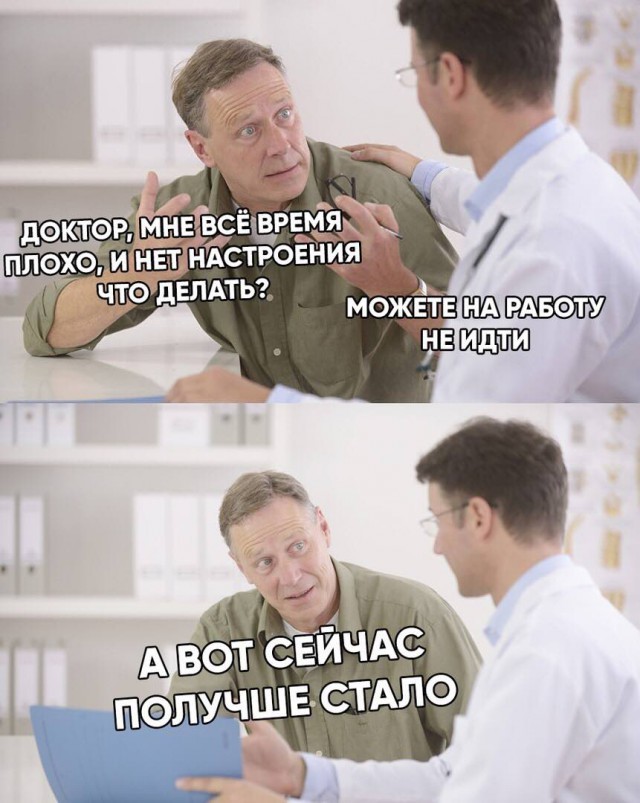 ДОКТОР, МНЕ ВСЁ ВРЕМЯ
ПЛОХО, И НЕТ НАСТРОЕНИЯ
ЧТО ДЕЛАТЬ?
МОЖЕТЕ НА РАБОТУ
НЕ ИДТИ
А ВОТ СЕЙЧАС
ПОЛУЧШЕ СТАЛО